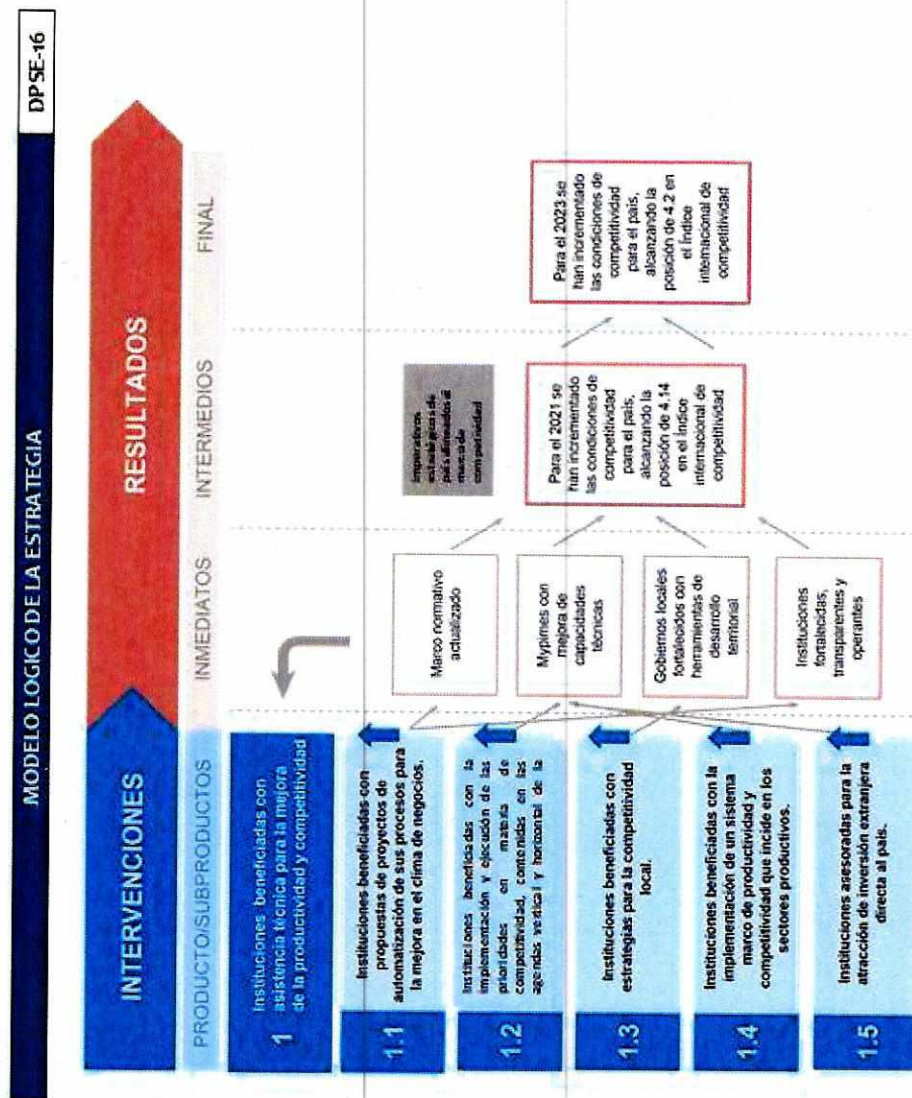 MODELO LOGICO DE LA ESTRATEGIA
DPSE-16
INTERVENCIONES
RESULTADOS
PRODUCTO/SUBPRODUCTOS
INMEDIATOS
INTERMEDIOS
FINAL
1
Instituciones beneficiadas con
asistencia técnica para la mejora
de la productividad y competitividad
1.1
Instituciones beneficiadas con
propuestas de proyectos de
automatización de sus procesos para
la mejora en el clima de negocios.
1.2
Instituciones beneficiadas con la
implementación y ejecución de las
prioridades en materia de
competitividad, contenidas en las
agendas vertical y horizontal de la
1.3
Instituciones beneficiadas con
estrategias para la competitividad
local.
1.4
Instituciones beneficiadas con la
implementación de un sistema
marco de productividad y
competitividad que incide en los
sectores productivos.
1.5
Instituciones asesoradas para la
atracción de inversión extranjera
directa al país.
Marco normativo
actualizado
Mypimes con
mejora de
capacidades
técnicas
Gobiernos locales
fortalecidos con
herramientas de
desarrollo
territorial
Instituciones
fortalecidas,
transparentes y
operantes
Imperativos
estratégicos de
país alineados al
marco de
competividad
Para el 2021 se
han incrementado
las condiciones de
competitividad
para el país,
alcanzando la
posición de 4.14
en el índice
internacional de
competitividad
Para el 2023 se
han incrementado
las condiciones de
competitividad
para el país,
alcanzando la
posición de 4.2 en
el índice
internacional de
competitividad